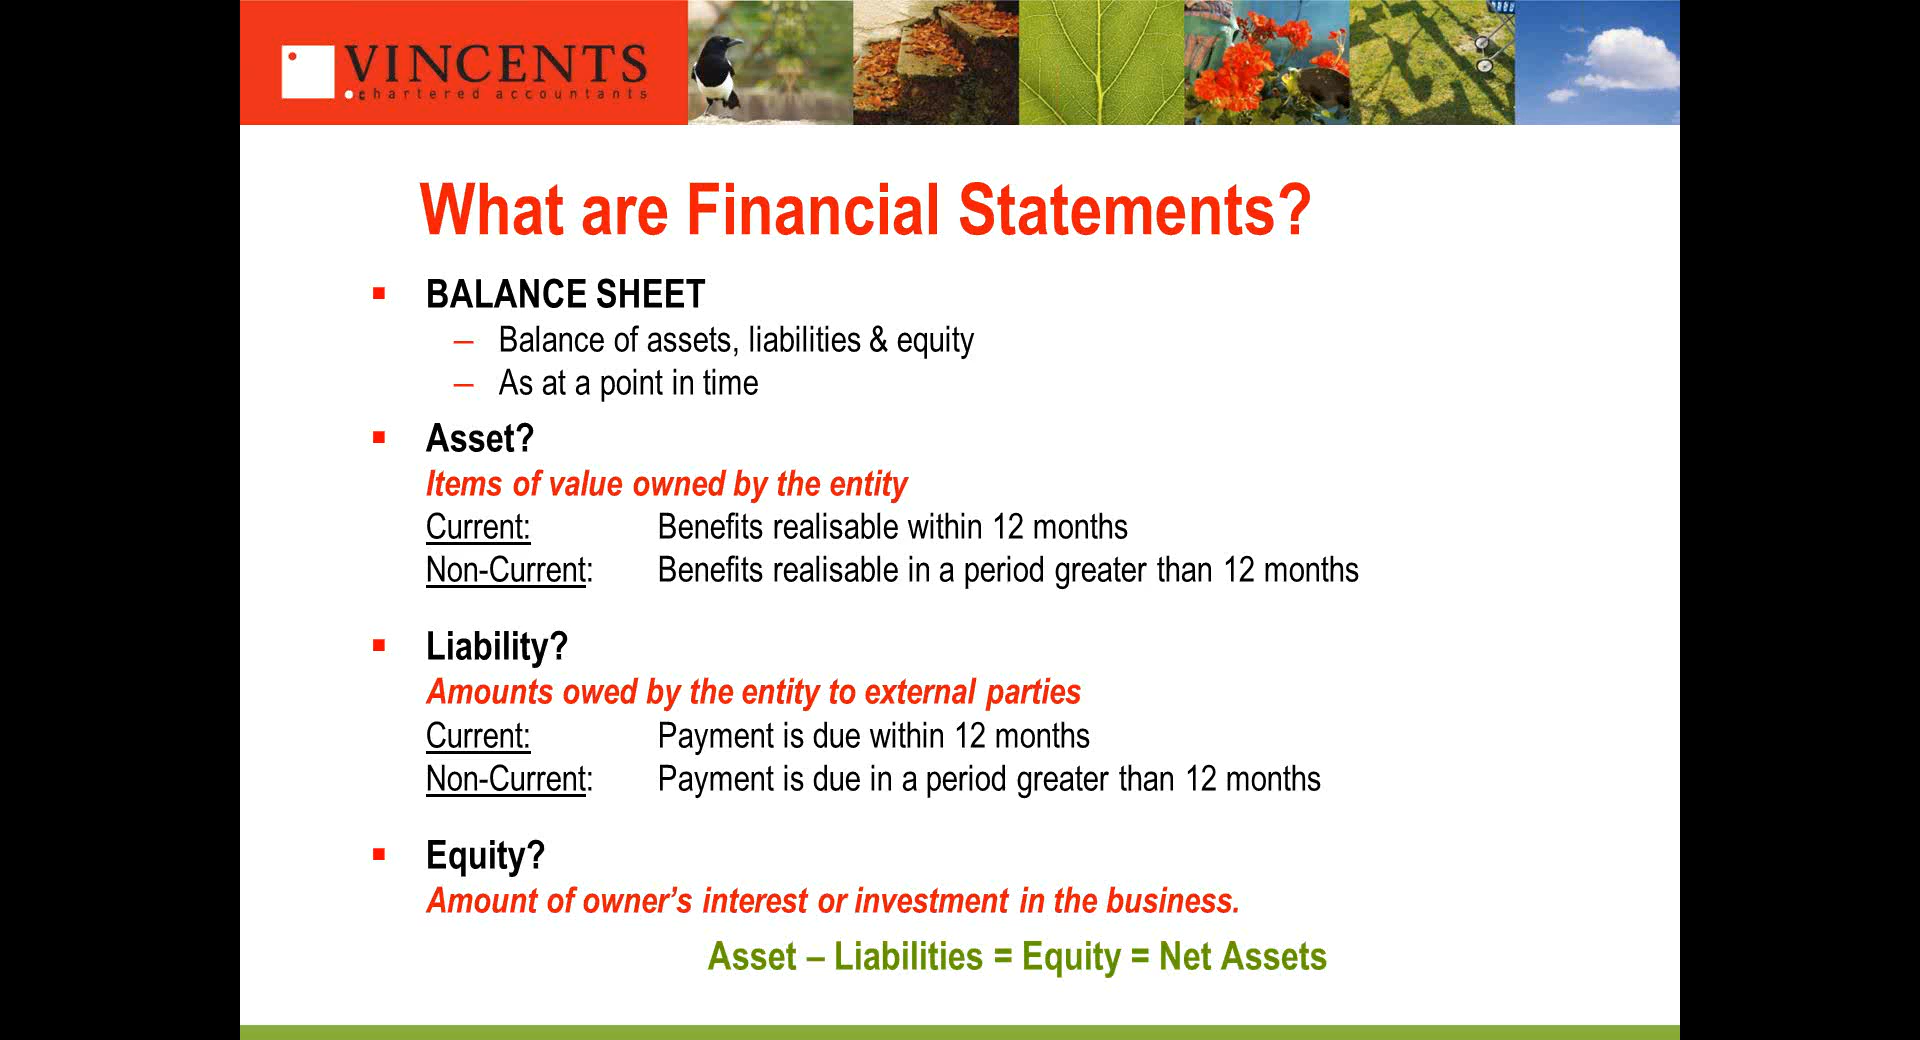 VINCENTS
chartered accountants
What are Financial Statements?
▪ BALANCE SHEET
– Balance of assets, liabilities & equity
– As at a point in time
▪ Asset?
Items of value owned by the entity
Current: Benefits realisable within 12 months
Non-Current: Benefits realisable in a period greater than 12 months
▪ Liability?
Amounts owed by the entity to external parties
Current: Payment is due within 12 months
Non-Current: Payment is due in a period greater than 12 months
▪ Equity?
Amount of owner’s interest or investment in the business.
Asset – Liabilities = Equity = Net Assets